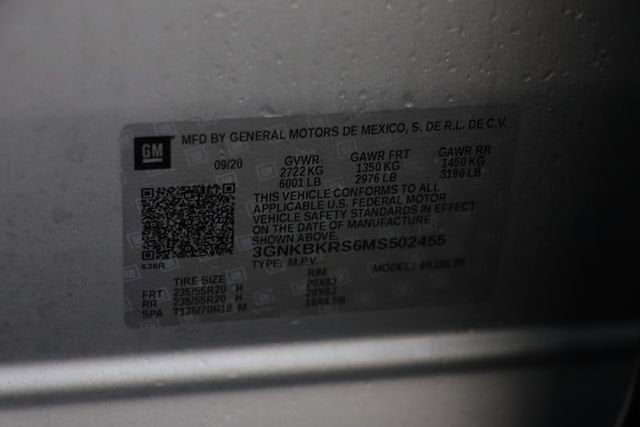 GM
MFD BY GENERAL MOTORS DE MEXICO, S. DE R.L. DE C.V.
09/20 GVWR GAWR FRT GAWR RR
2722 KG 1350 KG 1450 KG
6001 LB 2976 LB 3196 LB
THIS VEHICLE CONFORMS TO ALL
APPLICABLE U.S. FEDERAL MOTOR
VEHICLE SAFETY STANDARDS IN EFFECT
ON THE DATE OF MANUFACTURE
SHOWN ABOVE.
3GNKBKRS6MS502455
TYPE: M.P.V. MODEL:
TIRE SIZE RIM
FRT 235/55R20 H 20X8J
RR 235/55R20 H 20X8J
SPA T135/70R18 M 18X4.5B